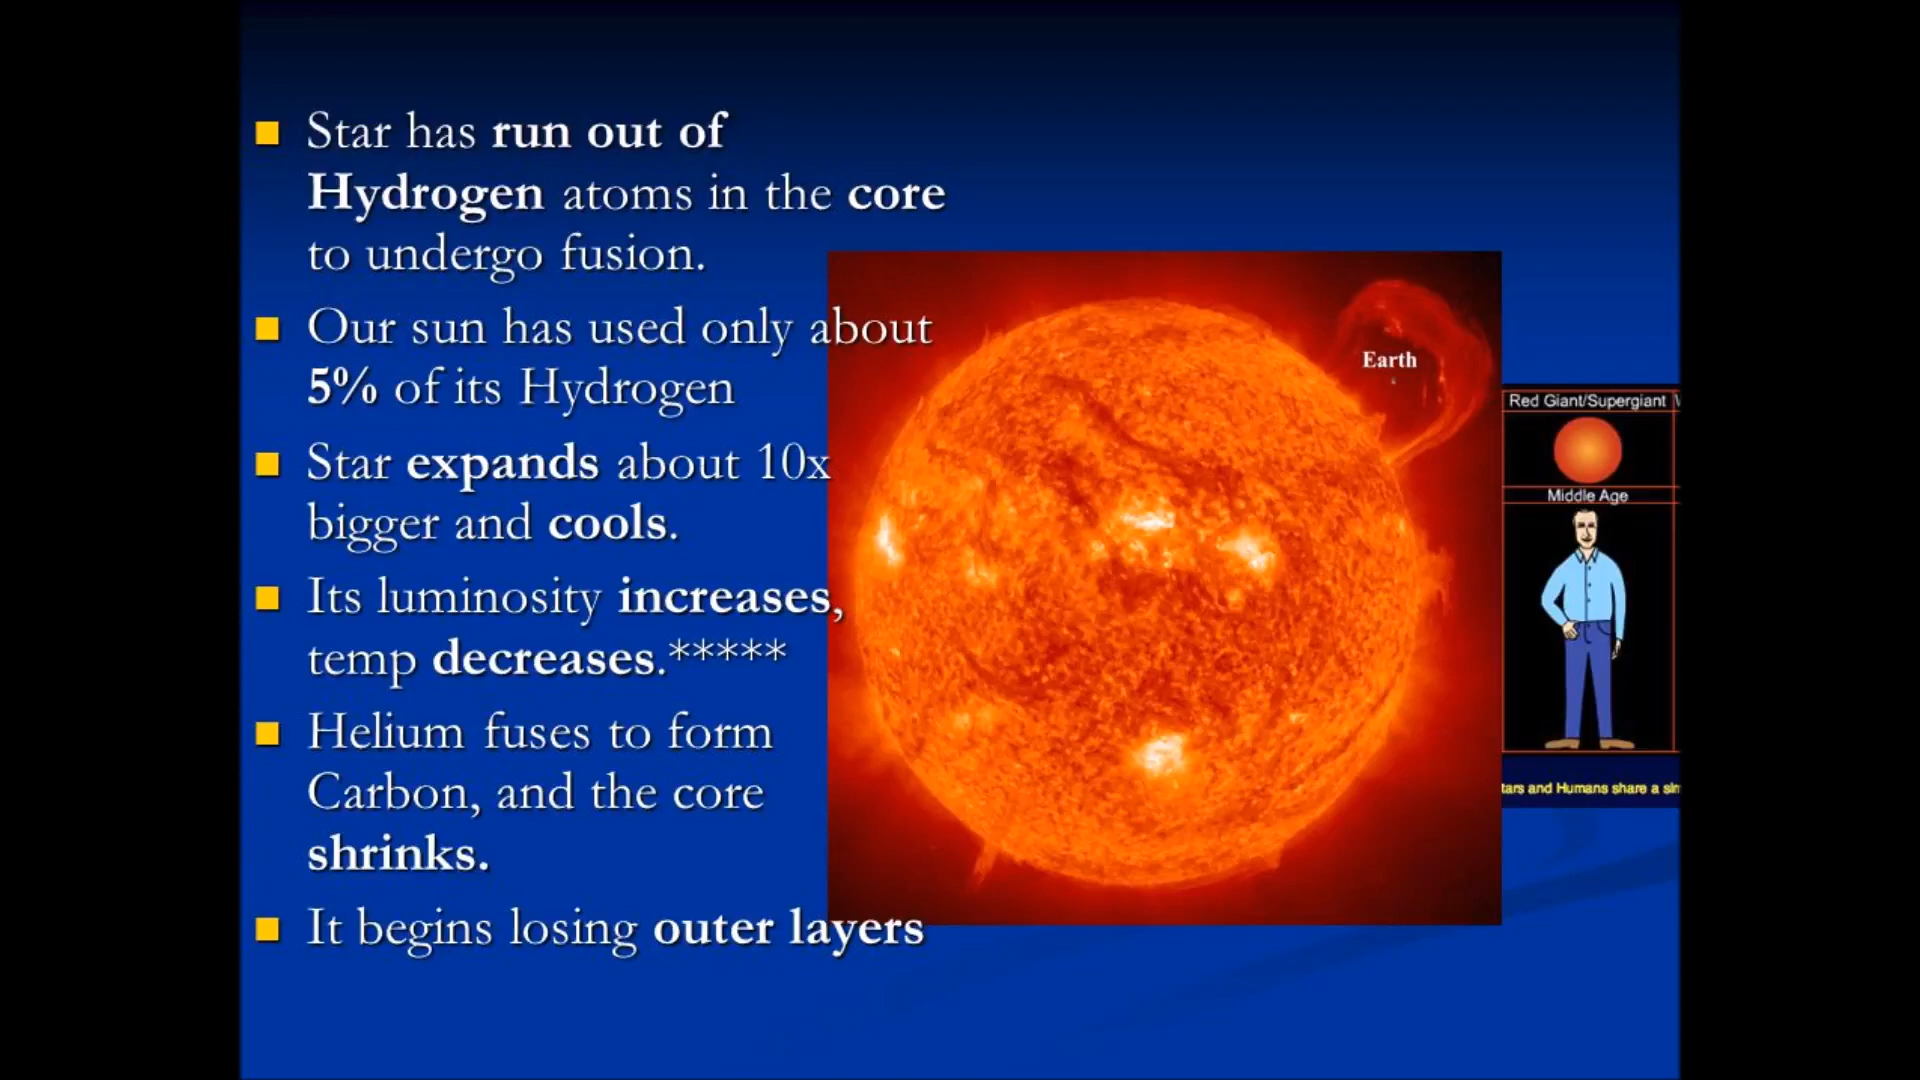 Star has run out of
Hydrogen atoms in the core
to undergo fusion.
Our sun has used only about
5% of its Hydrogen
Star expands about 10x
bigger and cools.
Its luminosity increases,
temp decreases.*****
Helium fuses to form
Carbon, and the core
shrinks.
It begins losing outer layers
Earth
Red Giant/Supergiant
Middle Age
and Humans share a